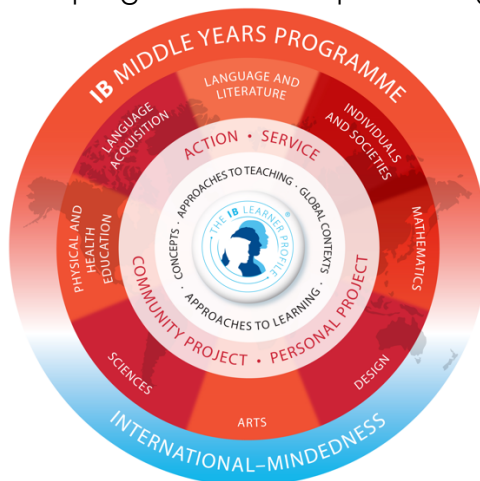 IB MIDDLE YEARS PROGRAMME
LANGUAGE AND
LITERATURE
LANGUAGE
ACQUISITION
INDIVIDUALS
AND SOCIETIES
PHYSICAL AND
HEALTH
EDUCATION
MATHEMATICS
SCIENCES
ARTS
DESIGN
ACTION • SERVICE
COMMUNITY PROJECT • PERSONAL PROJECT
APPROACHES TO TEACHING · GLOBAL CONTEXTS ·
CONCEPTS · APPROACHES TO LEARNING ·
THE IB LEARNER PROFILE ®
INTERNATIONAL–MINDEDNESS